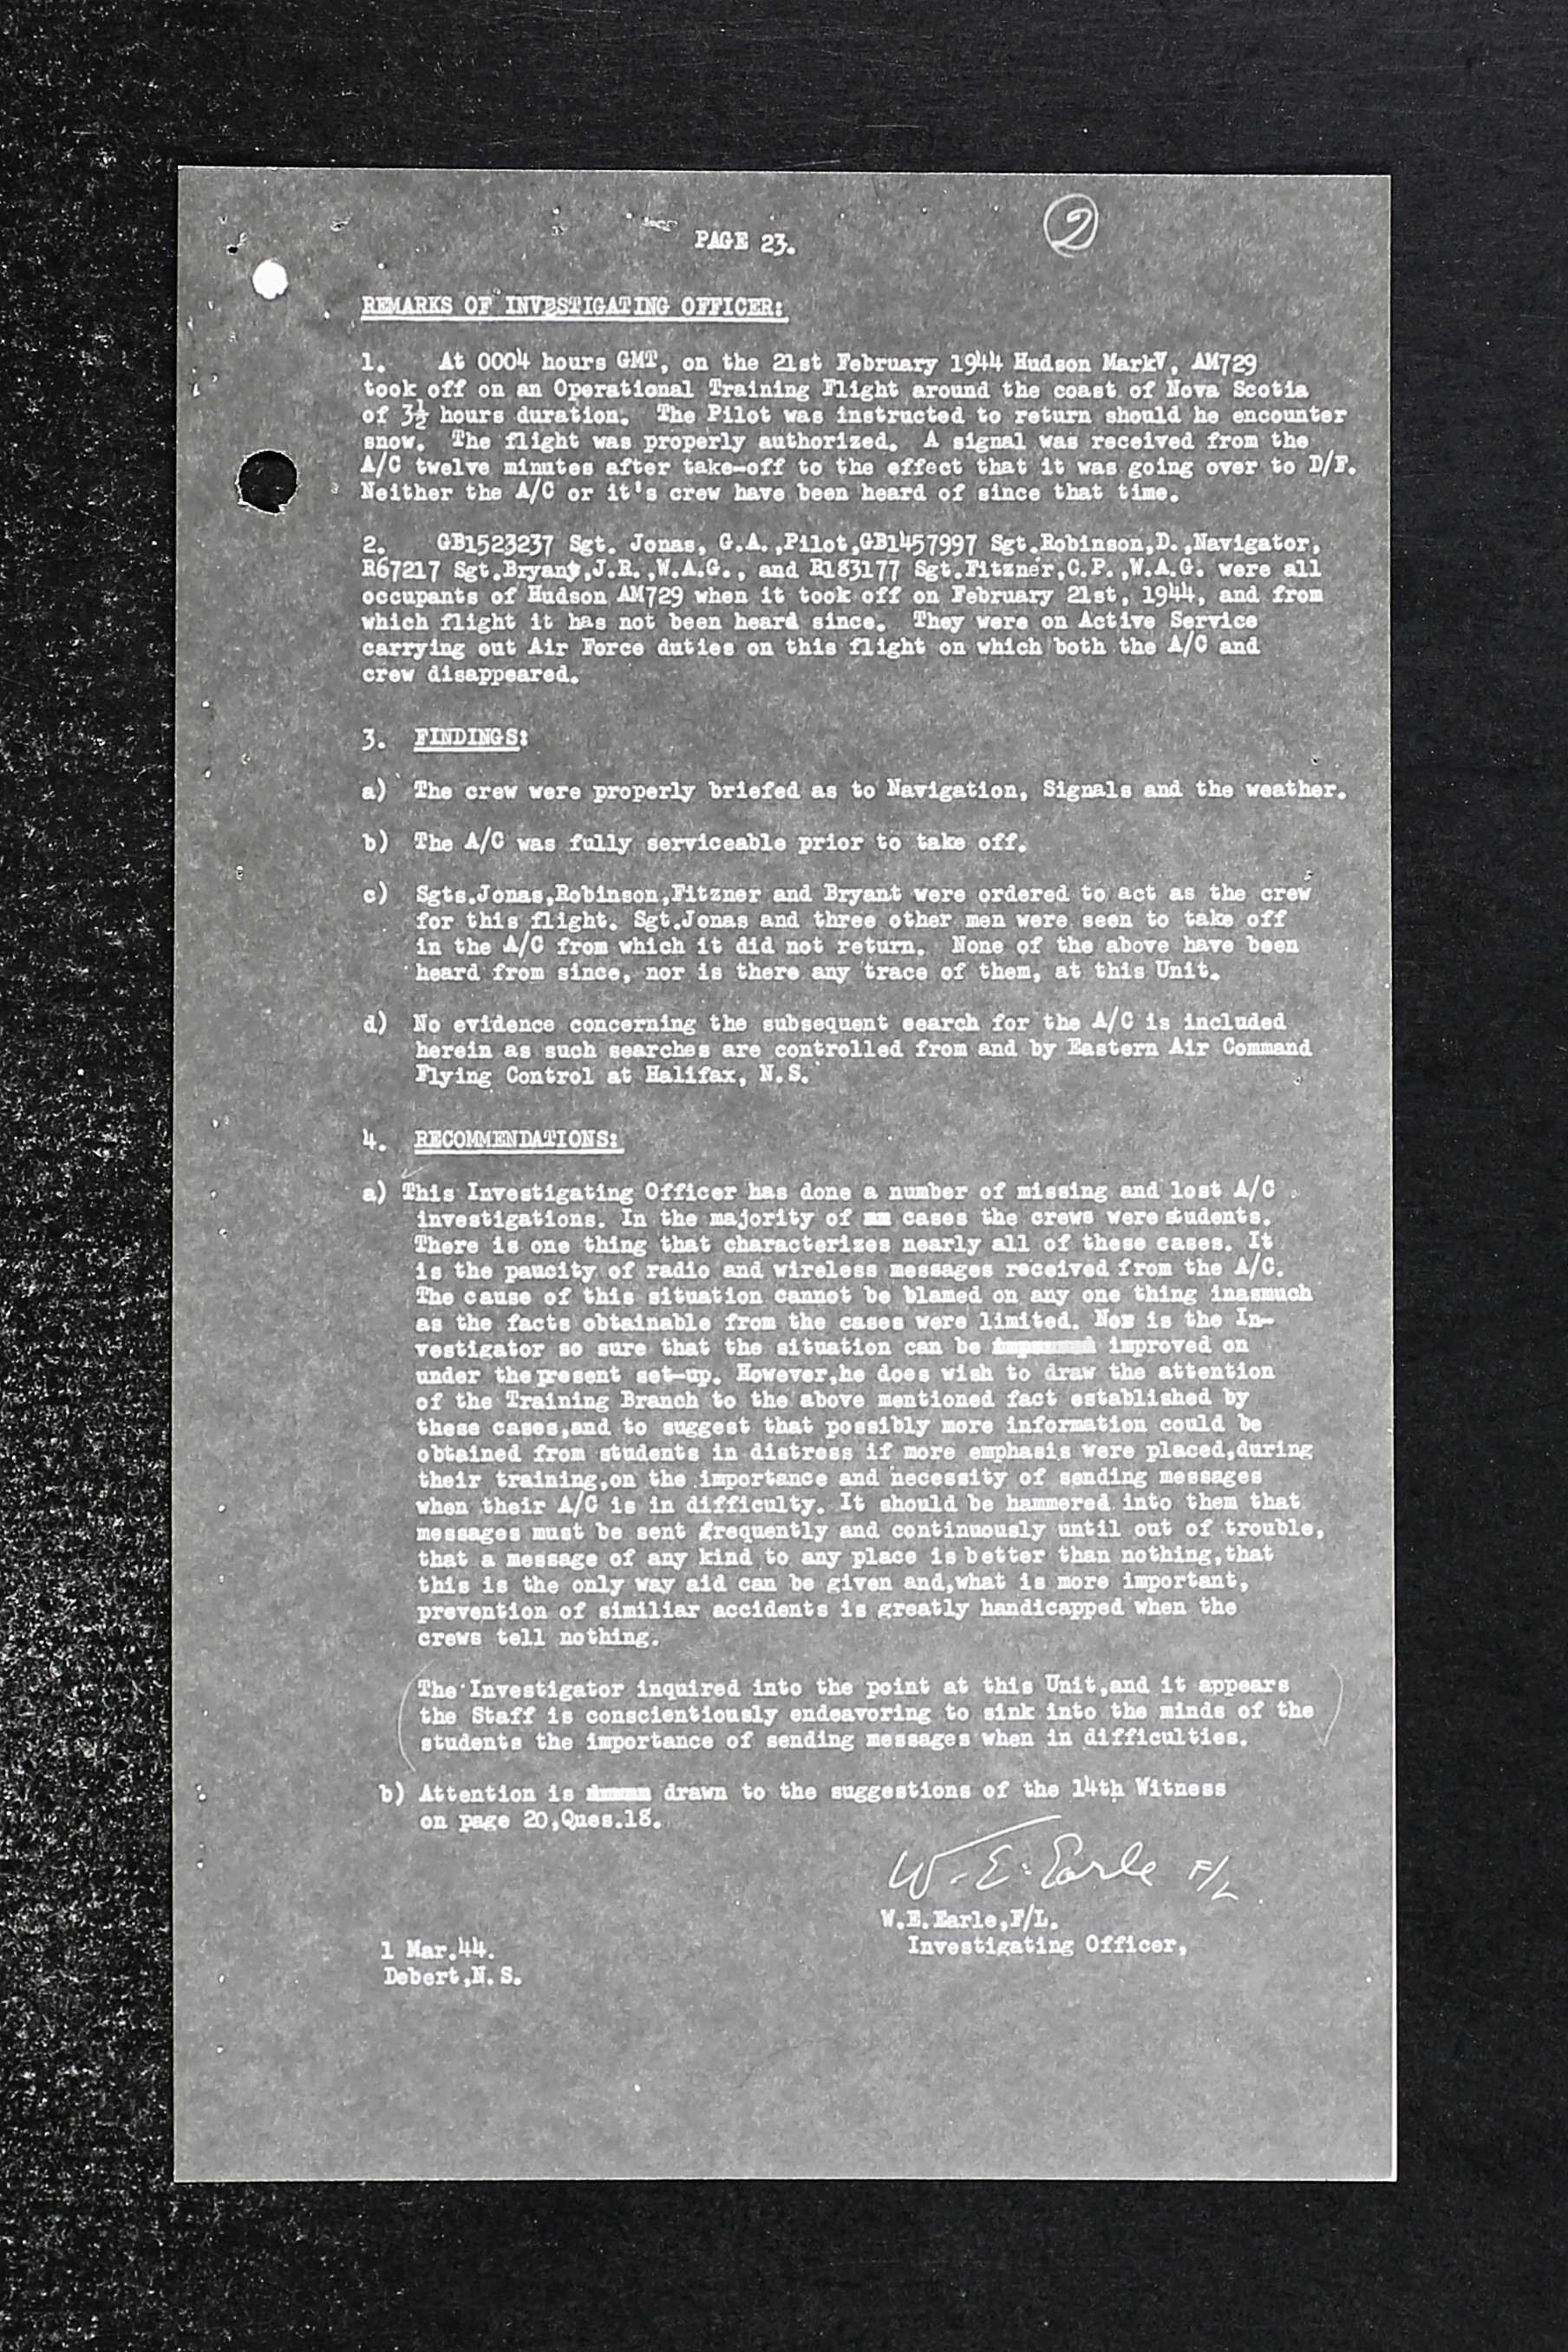 PAGE 23.
2
REMARKS OF INVESTIGATING OFFICER:
1. At 0004 hours GMT, on the 21st February 1944 Hudson MarkV, AM729
took off on an Operational Training Flight around the coast of Nova Scotia
of 3½ hours duration. The Pilot was instructed to return should he encounter
snow. The flight was properly authorized. A signal was received from the
A/C twelve minutes after take-off to the effect that it was going over to D/F.
Neither the A/C or it's crew have been heard of since that time.
2. GB1523237 Sgt. Jonas, G.A.,Pilot,GB1457997 Sgt.Robinson,D.,Navigator,
R67217 Sgt.Bryant,J.R.,W.A.G., and R183177 Sgt.Fitzner,C.P.,W.A.G. were all
occupants of Hudson AM729 when it took off on February 21st, 1944, and from
which flight it has not been heard since. They were on Active Service
carrying out Air Force duties on this flight on which both the A/C and
crew disappeared.
3. FINDINGS:
a) The crew were properly briefed as to Navigation, Signals and the weather.
b) The A/C was fully serviceable prior to take off.
c) Sgts.Jonas,Robinson,Fitzner and Bryant were ordered to act as the crew
for this flight. Sgt.Jonas and three other men were seen to take off
in the A/C from which it did not return. None of the above have been
heard from since, nor is there any trace of them, at this Unit.
d) No evidence concerning the subsequent search for the A/C is included
herein as such searches are controlled from and by Eastern Air Command
Flying Control at Halifax, N.S.
4. RECOMMENDATIONS:
a) This Investigating Officer has done a number of missing and lost A/C
investigations. In the majority of cases the crews were students.
There is one thing that characterizes nearly all of these cases. It
is the paucity of radio and wireless messages received from the A/C.
The cause of this situation cannot be blamed on any one thing inasmuch
as the facts obtainable from the cases were limited. Nor is the In-
vestigator so sure that the situation can be improved on
under the present set-up. However,he does wish to draw the attention
of the Training Branch to the above mentioned fact established by
these cases,and to suggest that possibly more information could be
obtained from students in distress if more emphasis were placed,during
their training,on the importance and necessity of sending messages
when their A/C is in difficulty. It should be hammered into them that
messages must be sent frequently and continuously until out of trouble,
that a message of any kind to any place is better than nothing,that
this is the only way aid can be given and,what is more important,
prevention of similiar accidents is greatly handicapped when the
crews tell nothing.
(The Investigator inquired into the point at this Unit,and it appears
the Staff is conscientiously endeavoring to sink into the minds of the
students the importance of sending messages when in difficulties.)
b) Attention is drawn to the suggestions of the 14th Witness
on page 20,Ques.18.
W. E. Earle F/L
W.E.Earle,F/L.
Investigating Officer,
1 Mar.44.
Debert,N.S.